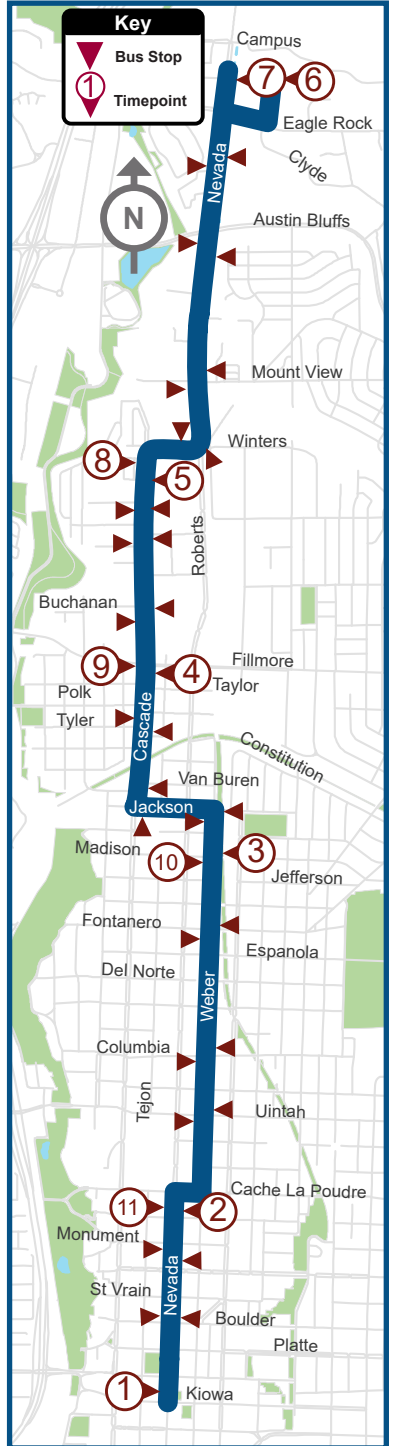 Key
Bus Stop
1
Timepoint
Campus
7
6
Eagle Rock
Clyde
Nevada
N
Austin Bluffs
Mount View
Winters
8
5
Roberts
Buchanan
9
4
Fillmore
Polk
Taylor
Tyler
Cascade
Constitution
Van Buren
Jackson
Madison
10
3
Jefferson
Fontanero
Espanola
Del Norte
Weber
Columbia
Tejon
Uintah
Cache La Poudre
11
2
Monument
St Vrain
Nevada
Boulder
Platte
1
Kiowa